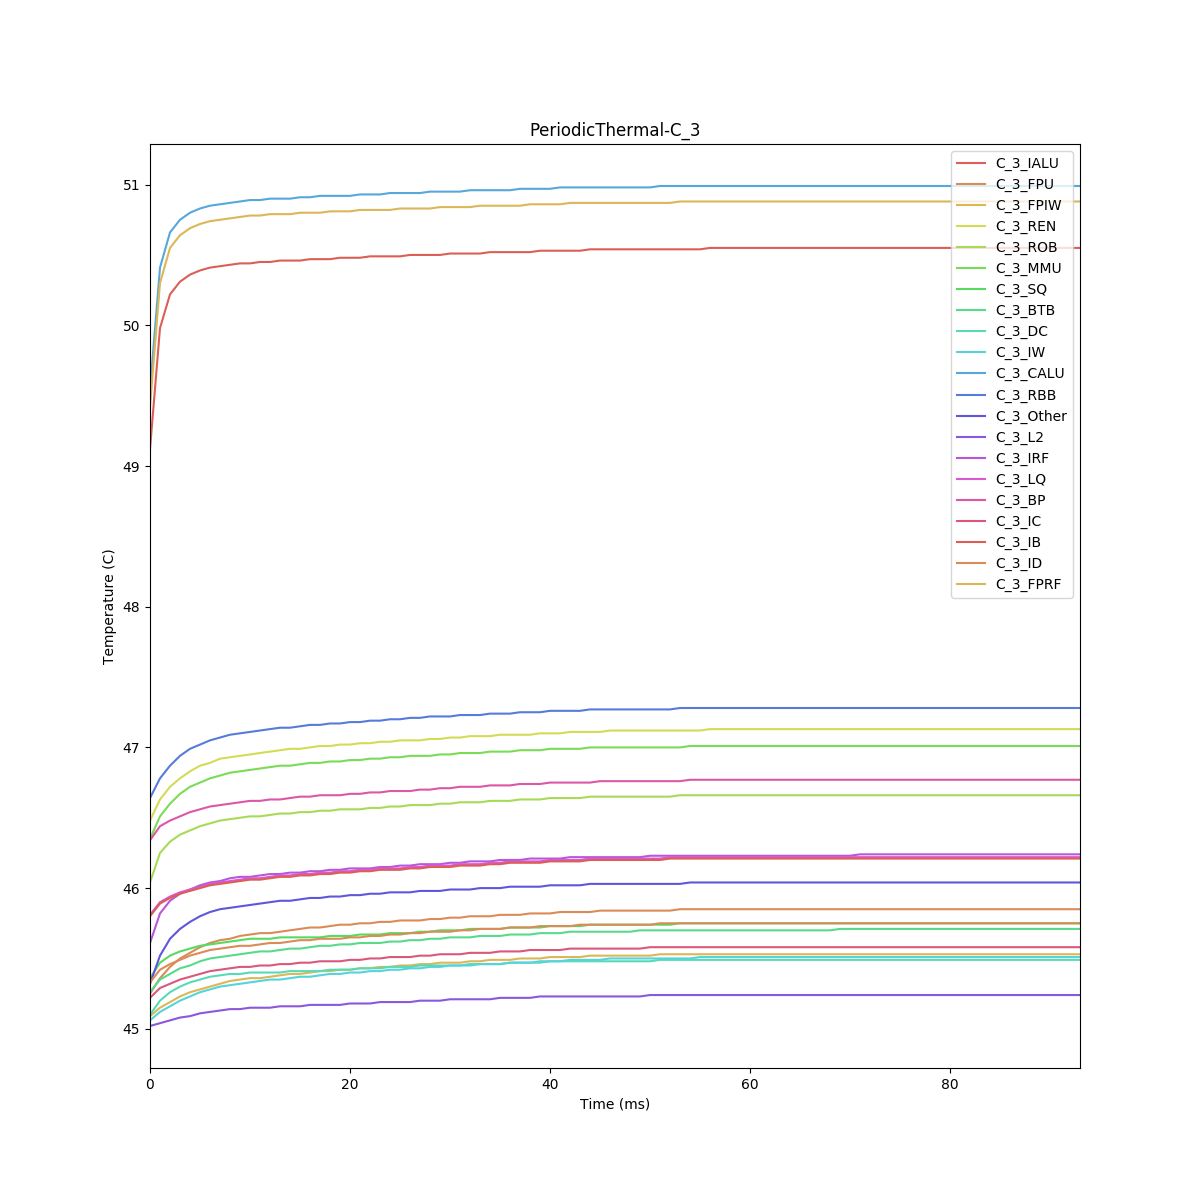 PeriodicThermal-C_3
51
50
49
48
47
46
45
Temperature (C)
0
20
40
60
80
Time (ms)
C_3_IALU
C_3_FPU
C_3_FPIW
C_3_REN
C_3_ROB
C_3_MMU
C_3_SQ
C_3_BTB
C_3_DC
C_3_IW
C_3_CALU
C_3_RBB
C_3_Other
C_3_L2
C_3_IRF
C_3_LQ
C_3_BP
C_3_IC
C_3_IB
C_3_ID
C_3_FPRF